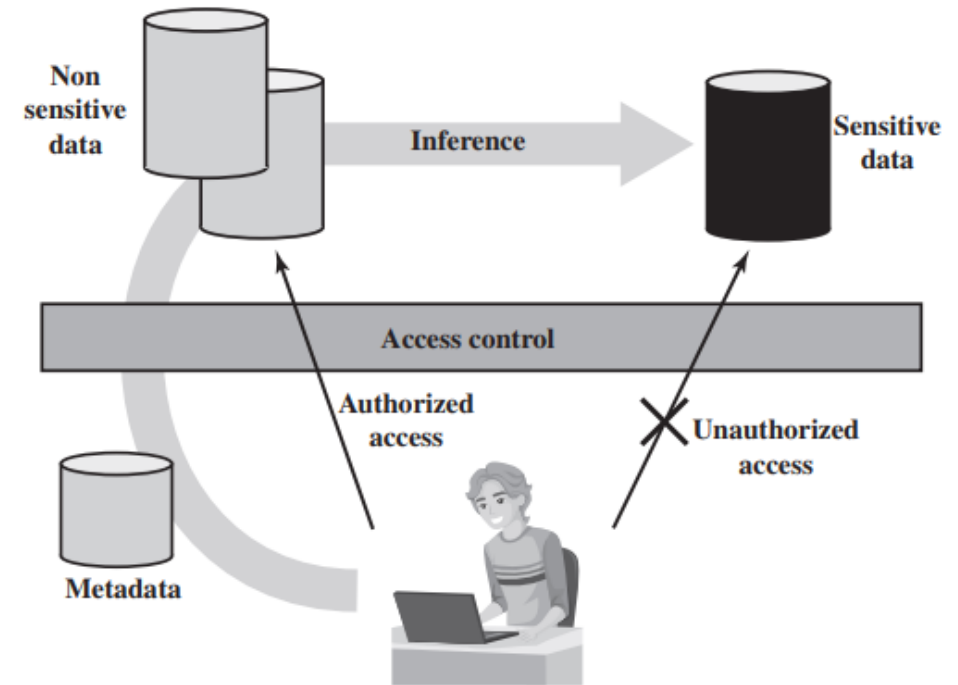 Non
sensitive
data
Inference
Sensitive
data
Access control
Authorized
access
Unauthorized
access
Metadata